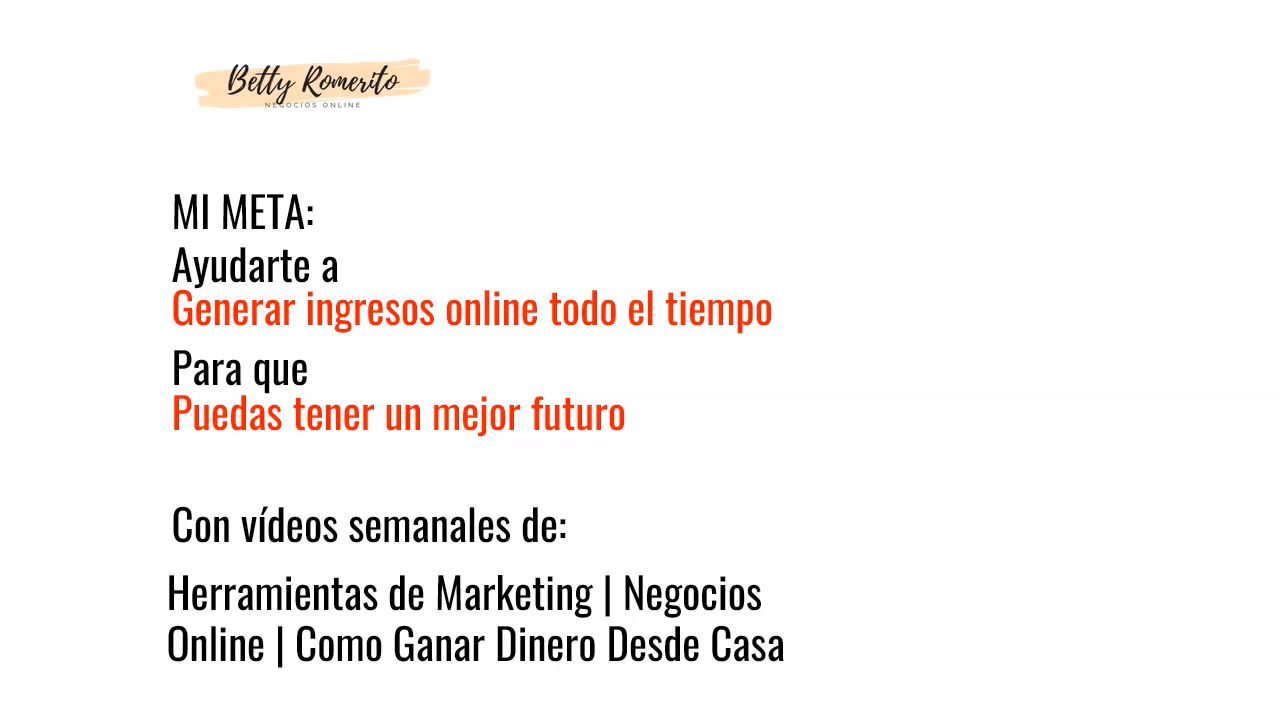 Betty Romerito
NEGOCIOS ONLINE
MI META:
Ayudarte a
Generar ingresos online todo el tiempo
Para que
Puedas tener un mejor futuro
Con vídeos semanales de:
Herramientas de Marketing | Negocios
Online | Como Ganar Dinero Desde Casa